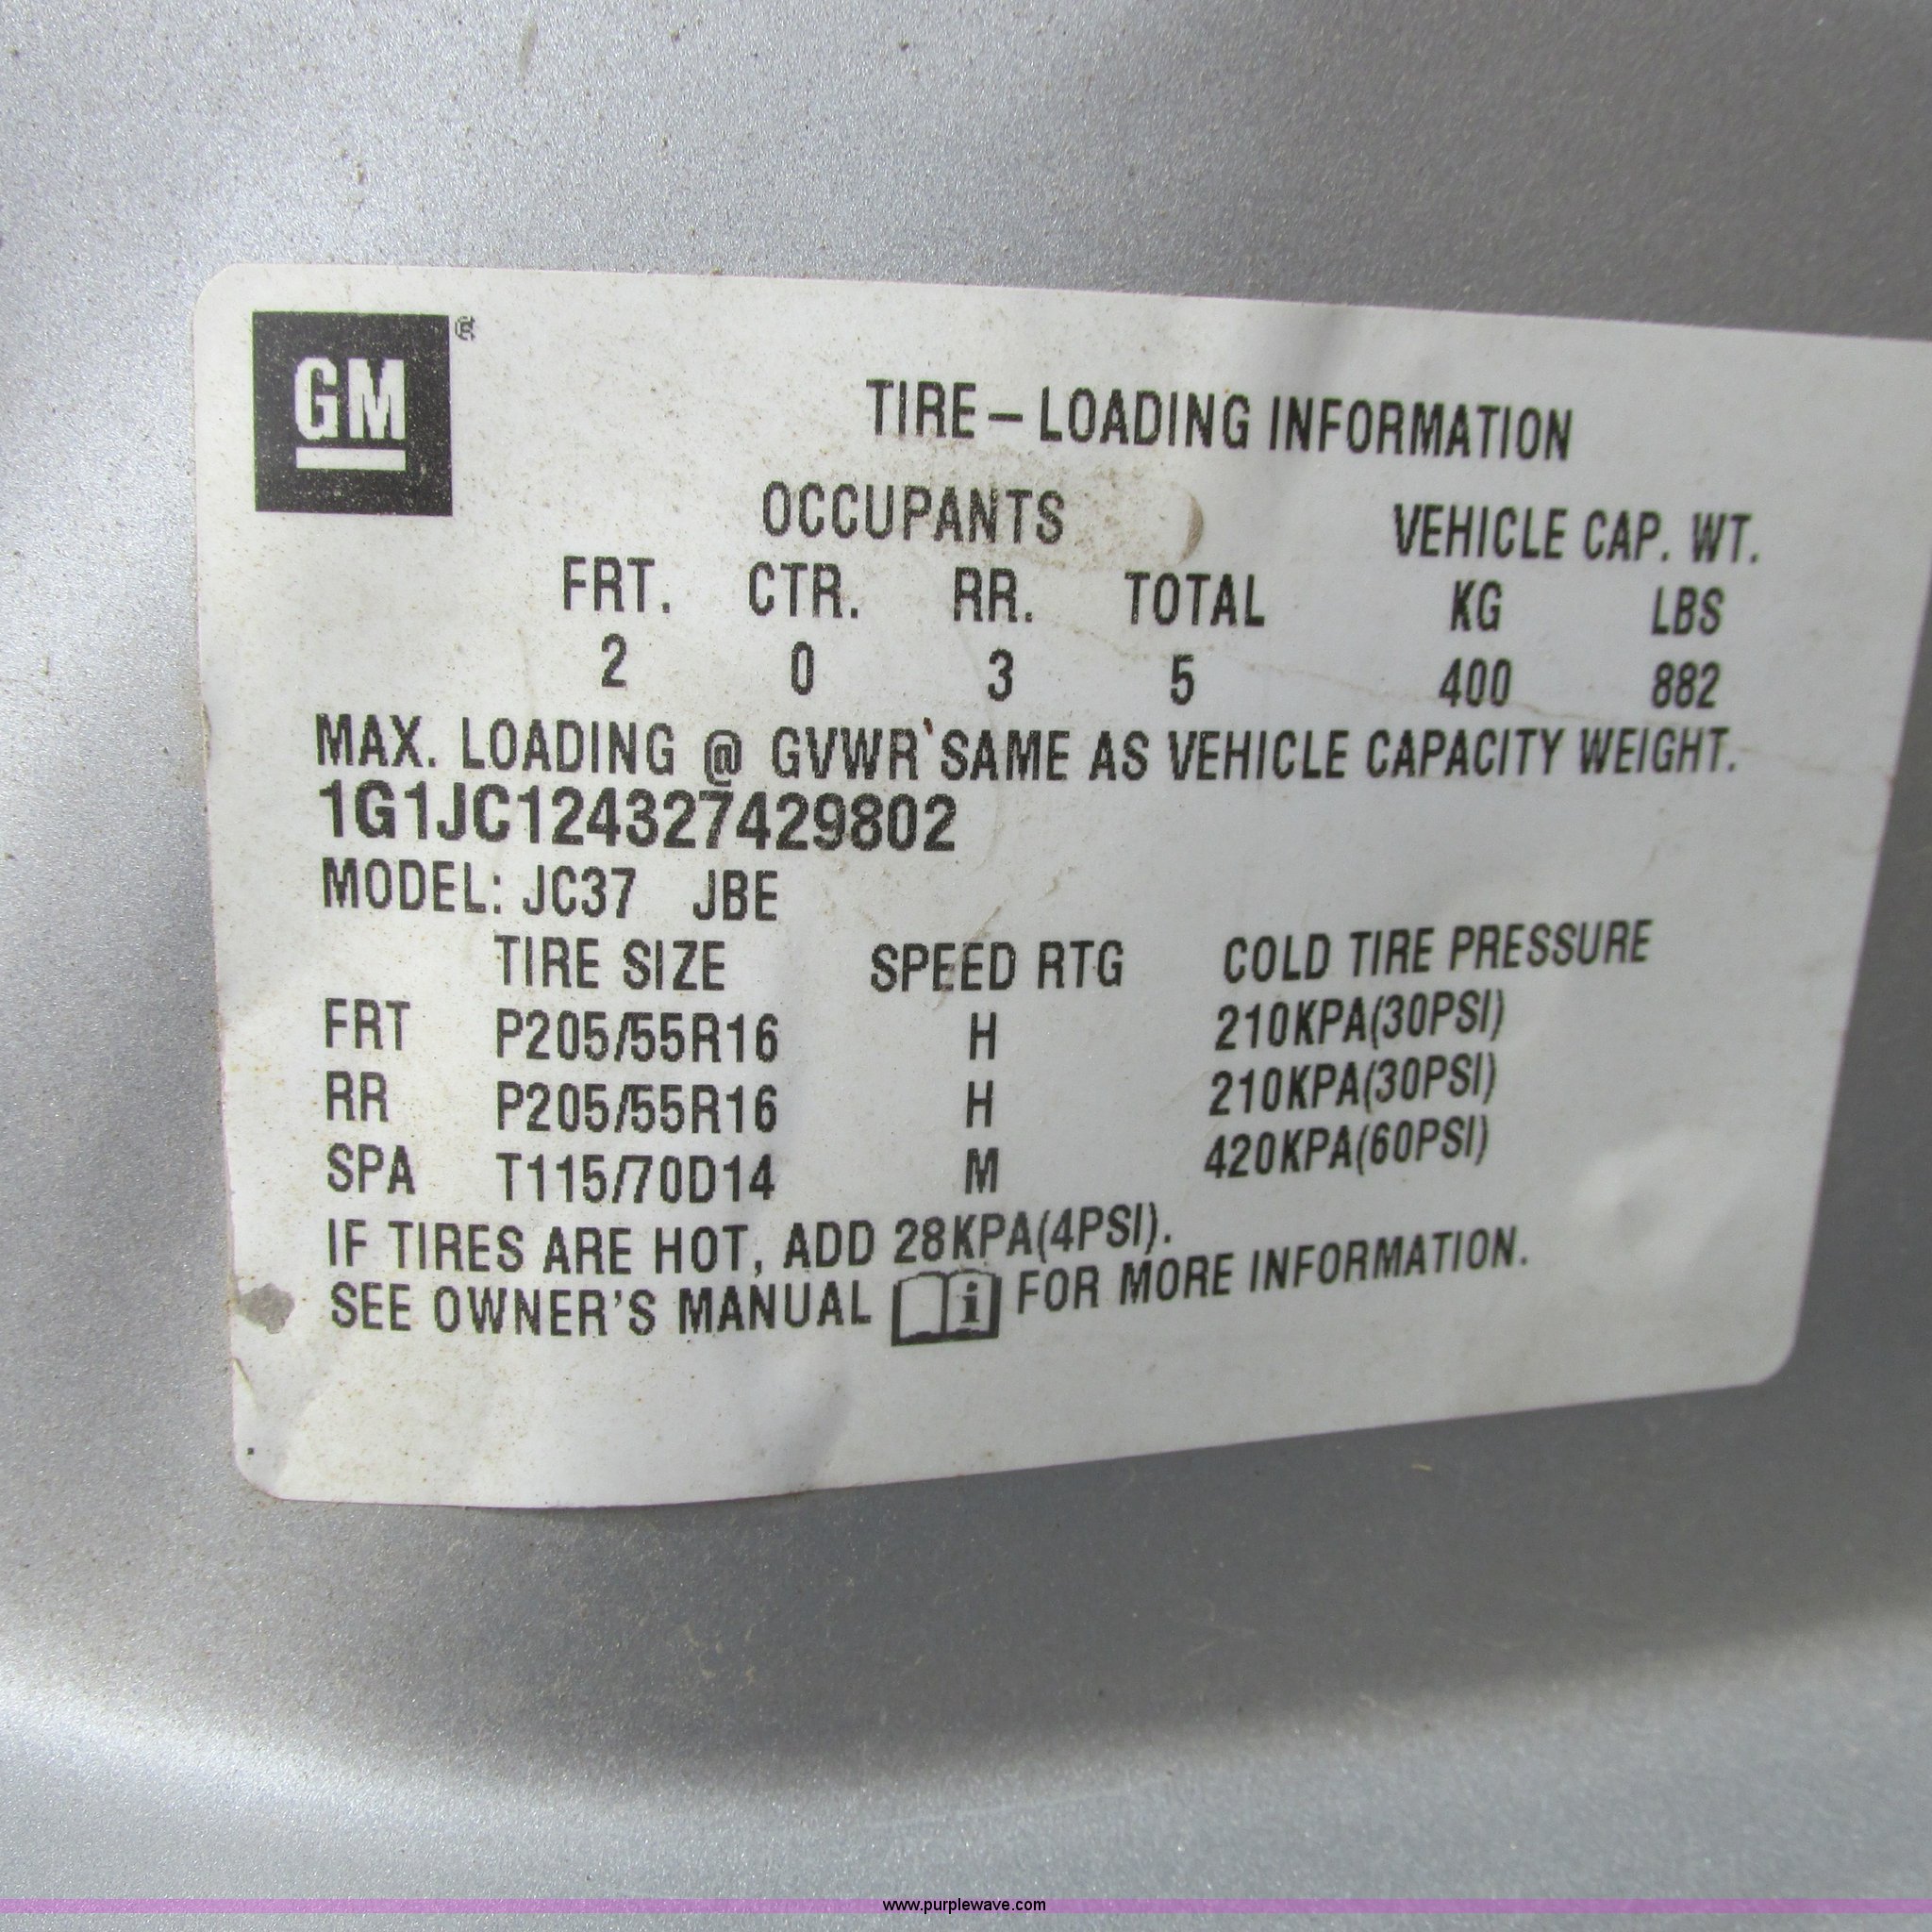 GM
TIRE – LOADING INFORMATION
OCCUPANTS VEHICLE CAP. WT.
FRT. CTR. RR. TOTAL KG LBS
2 0 3 5 400 882
MAX. LOADING @ GVWR SAME AS VEHICLE CAPACITY WEIGHT.
1G1JC124327429802
MODEL: JC37 JBE
TIRE SIZE SPEED RTG COLD TIRE PRESSURE
FRT P205/55R16 H 210KPA(30PSI)
RR P205/55R16 H 210KPA(30PSI)
SPA T115/70D14 M 420KPA(60PSI)
IF TIRES ARE HOT, ADD 28KPA(4PSI).
SEE OWNER'S MANUAL i FOR MORE INFORMATION.
www.purplewave.com